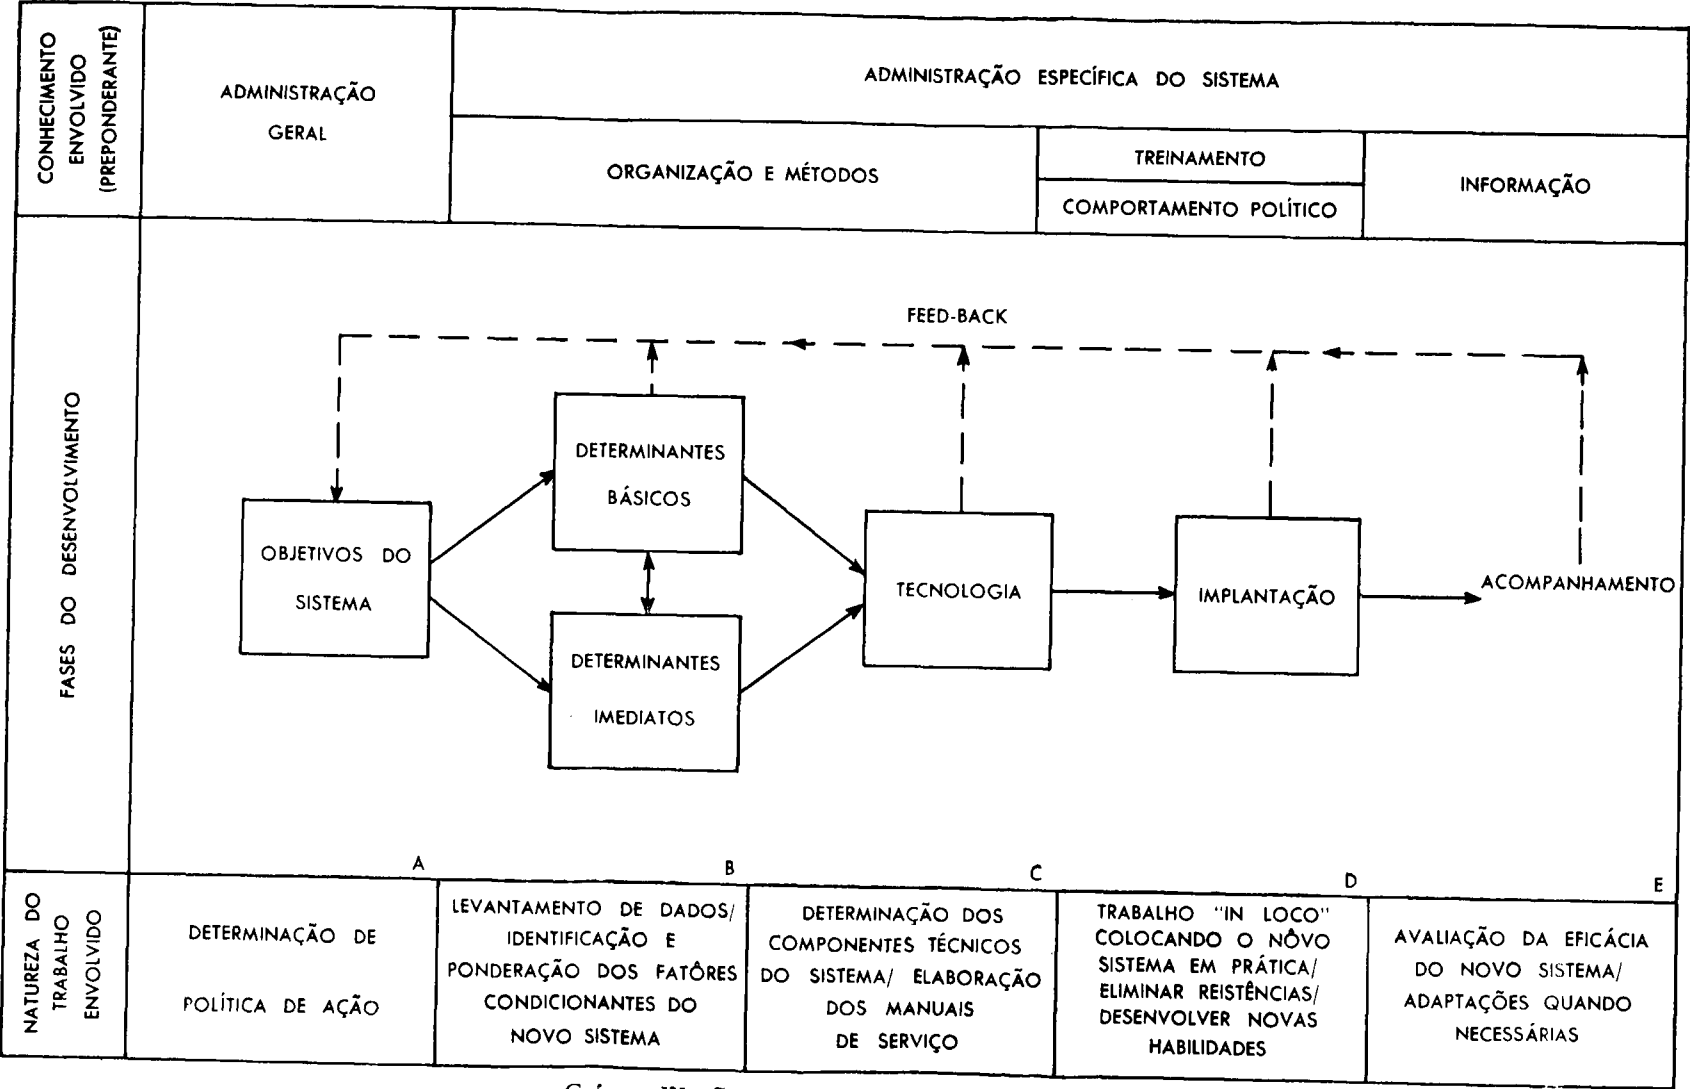 CONHECIMENTO
ENVOLVIDO
(PREPONDERANTE)
ADMINISTRAÇÃO
GERAL
ADMINISTRAÇÃO ESPECÍFICA DO SISTEMA
ORGANIZAÇÃO E MÉTODOS
TREINAMENTO
COMPORTAMENTO POLÍTICO
INFORMAÇÃO
FASES DO DESENVOLVIMENTO
FEED-BACK
OBJETIVOS DO
SISTEMA
DETERMINANTES
BÁSICOS
DETERMINANTES
IMEDIATOS
TECNOLOGIA
IMPLANTAÇÃO
ACOMPANHAMENTO
A
B
C
D
E
NATUREZA DO
TRABALHO
ENVOLVIDO
DETERMINAÇÃO DE
POLÍTICA DE AÇÃO
LEVANTAMENTO DE DADOS/
IDENTIFICAÇÃO E
PONDERAÇÃO DOS FATÔRES
CONDICIONANTES DO
NOVO SISTEMA
DETERMINAÇÃO DOS
COMPONENTES TÉCNICOS
DO SISTEMA/ ELABORAÇÃO
DOS MANUAIS
DE SERVIÇO
TRABALHO "IN LOCO"
COLOCANDO O NÔVO
SISTEMA EM PRÁTICA/
ELIMINAR REISTÊNCIAS/
DESENVOLVER NOVAS
HABILIDADES
AVALIAÇÃO DA EFICÁCIA
DO NOVO SISTEMA/
ADAPTAÇÕES QUANDO
NECESSÁRIAS